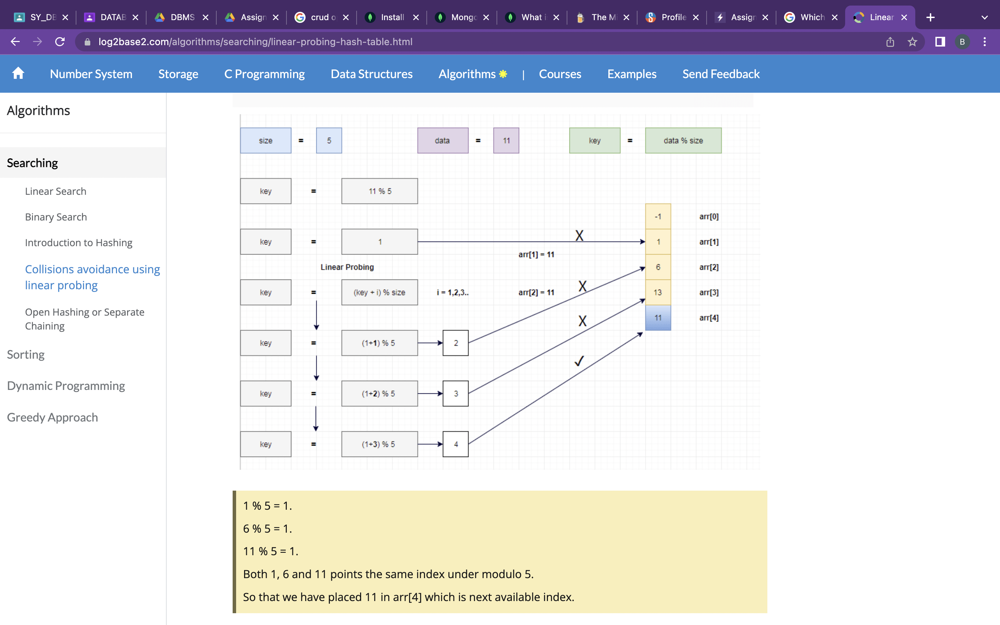 SY_DE
DATAB
DBMS
Assign
crud o
Install
Mongo
What i
The Mi
Profile
Assign
Which
Linear
log2base2.com/algorithms/searching/linear-probing-hash-table.html
B
Number System Storage C Programming Data Structures Algorithms | Courses Examples Send Feedback
Algorithms
Searching
Linear Search
Binary Search
Introduction to Hashing
Collisions avoidance using
linear probing
Open Hashing or Separate
Chaining
Sorting
Dynamic Programming
Greedy Approach
size = 5 data = 11 key = data % size
key = 11 % 5
-1 arr[0]
key = 1 X 1 arr[1]
arr[1] = 11
Linear Probing 6 arr[2]
key = (key + i) % size i = 1,2,3.. arr[2] = 11 X 13 arr[3]
X 11 arr[4]
key = (1+1) % 5 2
✓
key = (1+2) % 5 3
key = (1+3) % 5 4
1 % 5 = 1.
6 % 5 = 1.
11 % 5 = 1.
Both 1, 6 and 11 points the same index under modulo 5.
So that we have placed 11 in arr[4] which is next available index.